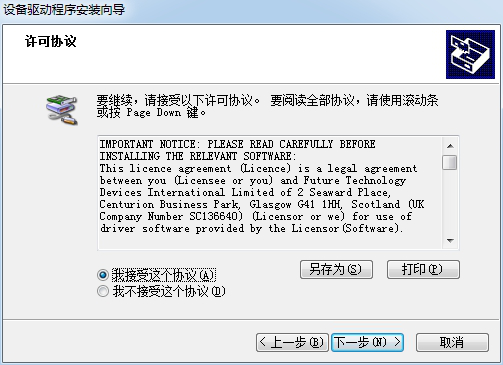 设备驱动程序安装向导
许可协议
要继续，请接受以下许可协议。 要阅读全部协议，请使用滚动条
或按 Page Down 键。
IMPORTANT NOTICE: PLEASE READ CAREFULLY BEFORE
INSTALLING THE RELEVANT SOFTWARE:
This licence agreement (Licence) is a legal agreement
between you (Licensee or you) and Future Technology
Devices International Limited of 2 Seaward Place,
Centurion Business Park, Glasgow G41 1HH, Scotland (UK
Company Number SC136640) (Licensor or we) for use of
driver software provided by the Licensor(Software).
我接受这个协议(A)
我不接受这个协议(D)
另存为(S)
打印(P)
< 上一步(B)
下一步(N) >
取消